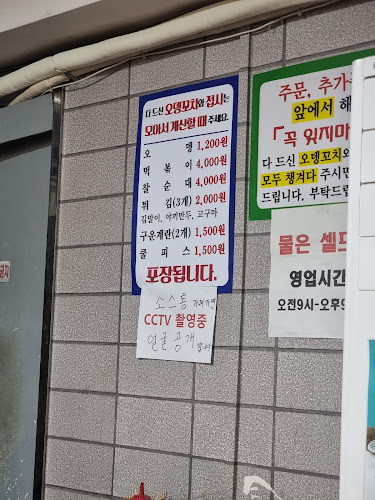 다 드신 오뎅꼬치와 접시는
모아서 계산할 때 주세요.
오 뎅 1,200원
떡 볶 이 4,000원
찰 순 대 4,000원
튀 김(3개) 2,000원
김말이, 야끼만두, 고구마
구운계란(2개) 1,500원
쿨 피 스 1,500원
포장됩니다.
소스통 가져가면
CCTV 촬영중
얼굴 공개
합니다
주문, 추가
앞에서 해
「꼭 잊지마
다 드신 오뎅꼬치와
모두 챙겨다 주시면
드립니다. 부탁드립
물은 셀프
영업시간
오전9시~오후9